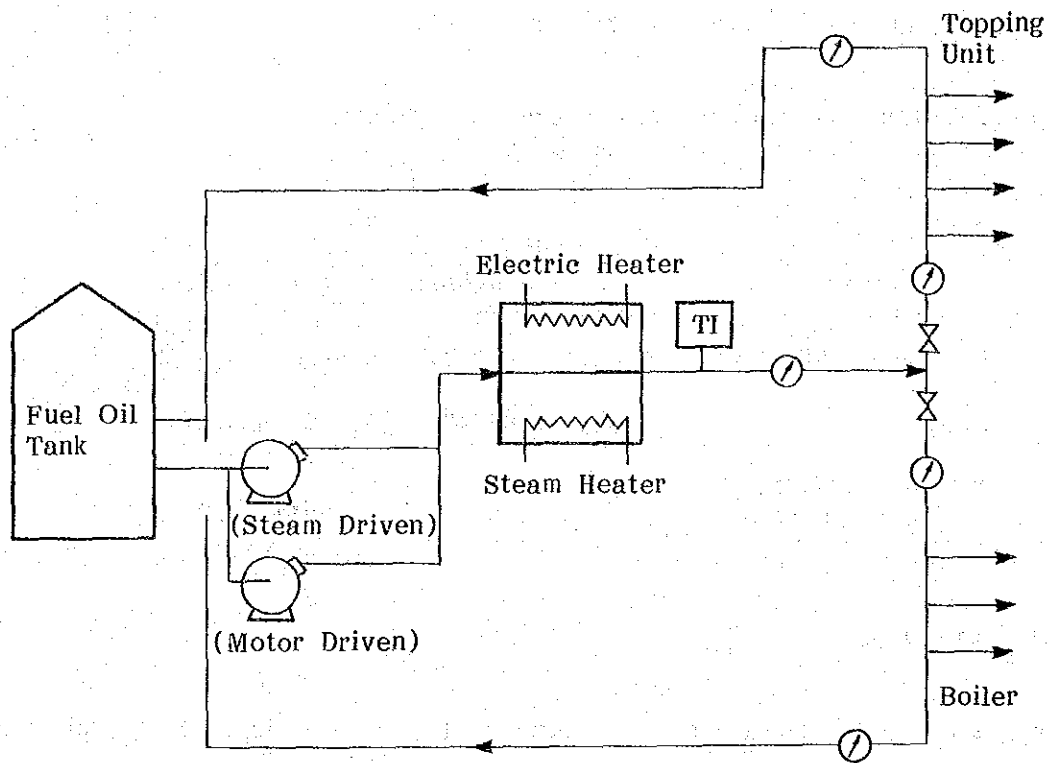 Topping
Unit
Electric Heater
TI
Fuel Oil
Tank
Steam Heater
(Steam Driven)
(Motor Driven)
Boiler